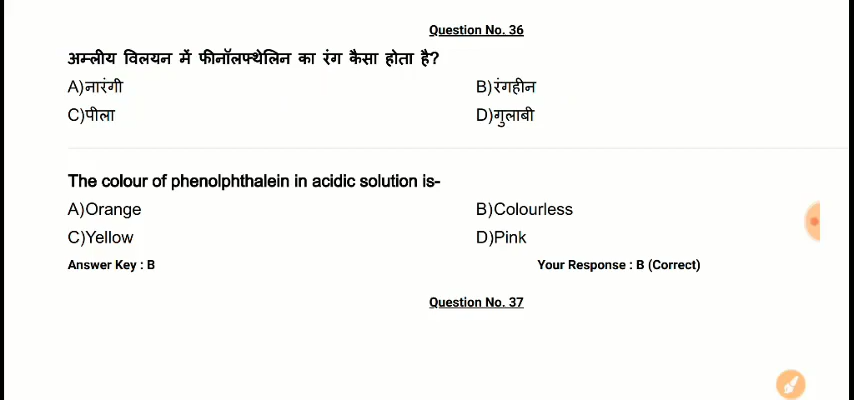 Question No. 36
अम्लीय विलयन में फीनॉलफ्थेलिन का रंग कैसा होता है?
A)नारंगी B)रंगहीन
C)पीला D)गुलाबी
The colour of phenolphthalein in acidic solution is-
A)Orange B)Colourless
C)Yellow D)Pink
Answer Key : B Your Response : B (Correct)
Question No. 37